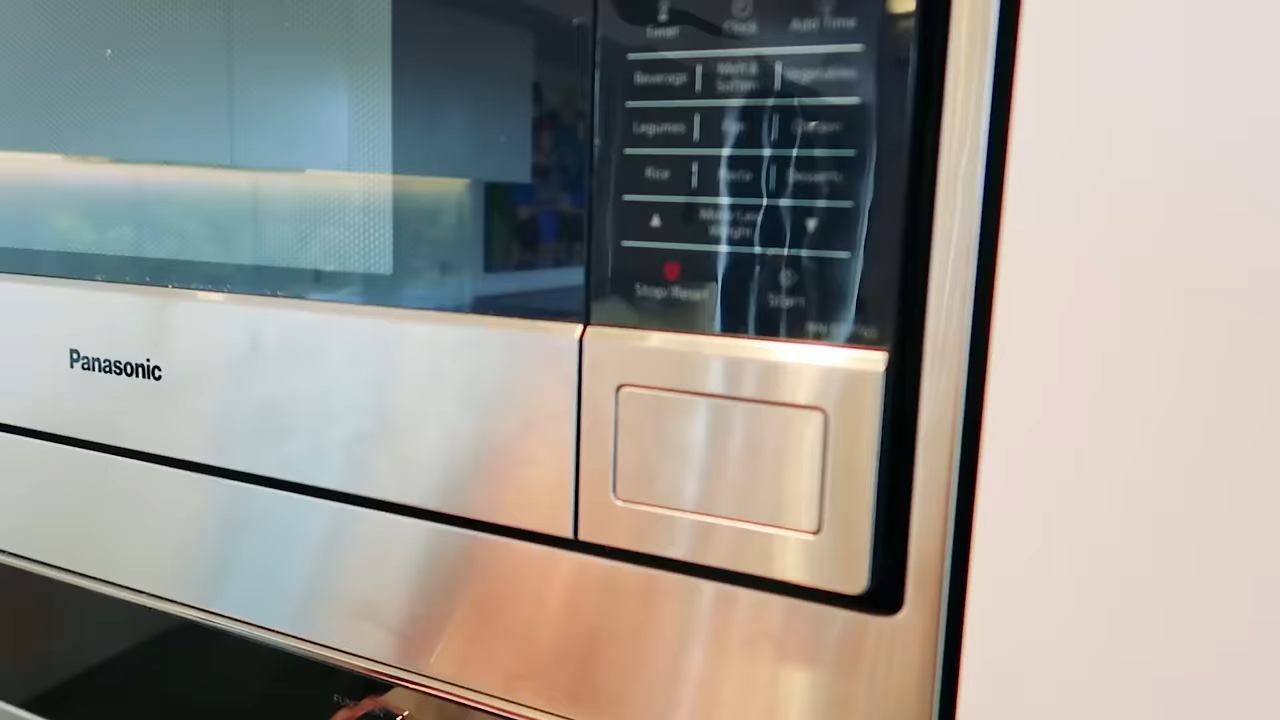 Timer Clock Add Time
Beverage Melt & Soften Vegetables
Legumes
Rice Pasta Desserts
More/Less Weight
Stop/Reset Start
Panasonic